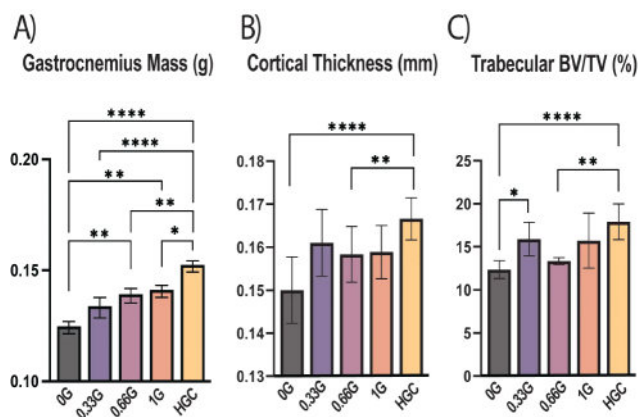 A)
Gastrocnemius Mass (g)
****
****
**
**
**
*
0.20
0.15
0.10
0G
0.33G
0.66G
1G
HGC
B)
Cortical Thickness (mm)
****
**
0.18
0.17
0.16
0.15
0.14
0.13
0G
0.33G
0.66G
1G
HGC
C)
Trabecular BV/TV (%)
****
**
*
25
20
15
10
5
0
0G
0.33G
0.66G
1G
HGC